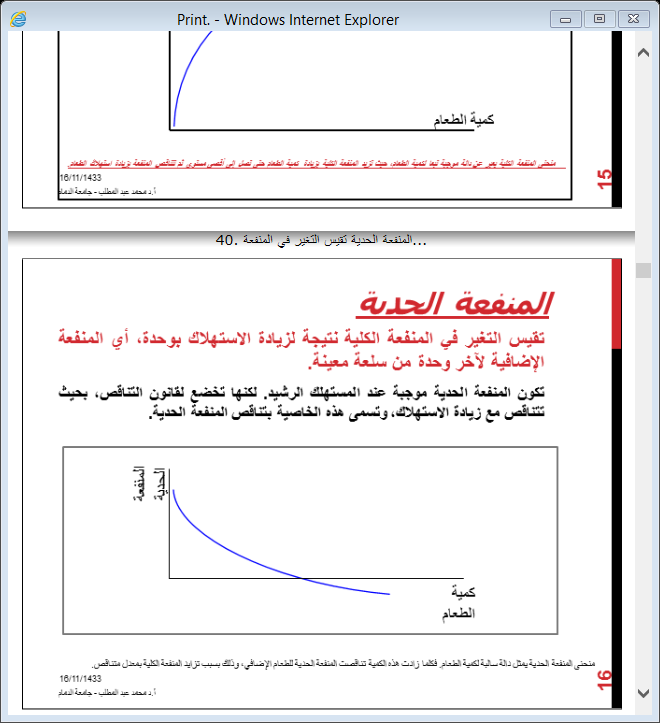 Print. - Windows Internet Explorer
كمية الطعام
منحنى المنفعة الكلية يعبر عن دالة موجبة تبعا لكمية الطعام، حيث تزيد المنفعة الكلية بزيادة كمية الطعام حتى تصل إلى أقصى مستوى ثم تتناقص المنفعة بزيادة استهلاك الطعام.
16/11/1433
أ.د محمد عبد المطلب - جامعة الدمام
15
40. المنفعة الحدية تقيس التغير في المنفعة...
المنفعة الحدية
تقيس التغير في المنفعة الكلية نتيجة لزيادة الاستهلاك بوحدة، أي المنفعة
الإضافية لآخر وحدة من سلعة معينة.
تكون المنفعة الحدية موجبة عند المستهلك الرشيد. لكنها تخضع لقانون التناقص، بحيث
تتناقص مع زيادة الاستهلاك، وتسمى هذه الخاصية بتناقص المنفعة الحدية.
المنفعة
الحدية
كمية
الطعام
منحنى المنفعة الحدية يمثل دالة سالبة لكمية الطعام. فكلما زادت هذه الكمية تناقصت المنفعة الحدية للطعام الإضافي، وذلك بسبب تزايد المنفعة الكلية بمعدل متناقص.
16/11/1433
أ.د محمد عبد المطلب - جامعة الدمام
16